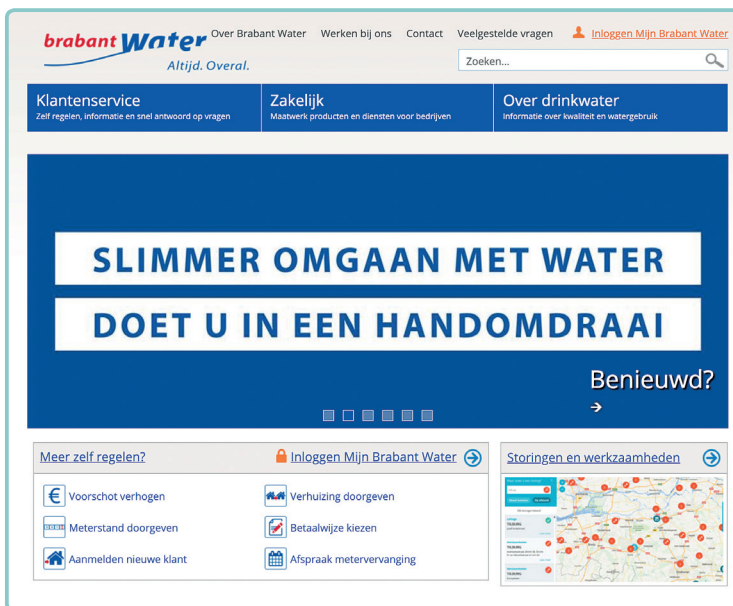 brabant Water
Altijd. Overal.
Over Brabant Water Werken bij ons Contact Veelgestelde vragen Inloggen Mijn Brabant Water
Zoeken...
Klantenservice
Zelf regelen, informatie en snel antwoord op vragen
Zakelijk
Maatwerk producten en diensten voor bedrijven
Over drinkwater
Informatie over kwaliteit en watergebruik
SLIMMER OMGAAN MET WATER
DOET U IN EEN HANDOMDRAAI
Benieuwd?
Meer zelf regelen? Inloggen Mijn Brabant Water
Voorschot verhogen
Verhuizing doorgeven
Meterstand doorgeven
Betaalwijze kiezen
Aanmelden nieuwe klant
Afspraak metervervanging
Storingen en werkzaamheden
TILBURG
TILBURG